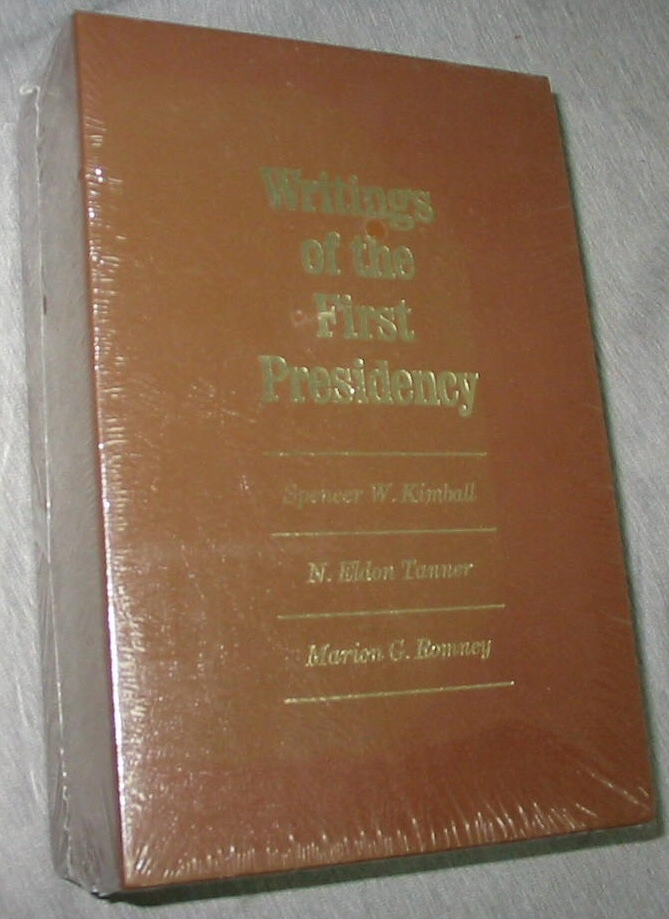 Writings
of the
First
Presidency
Spencer W. Kimball
N. Eldon Tanner
Marion G. Romney